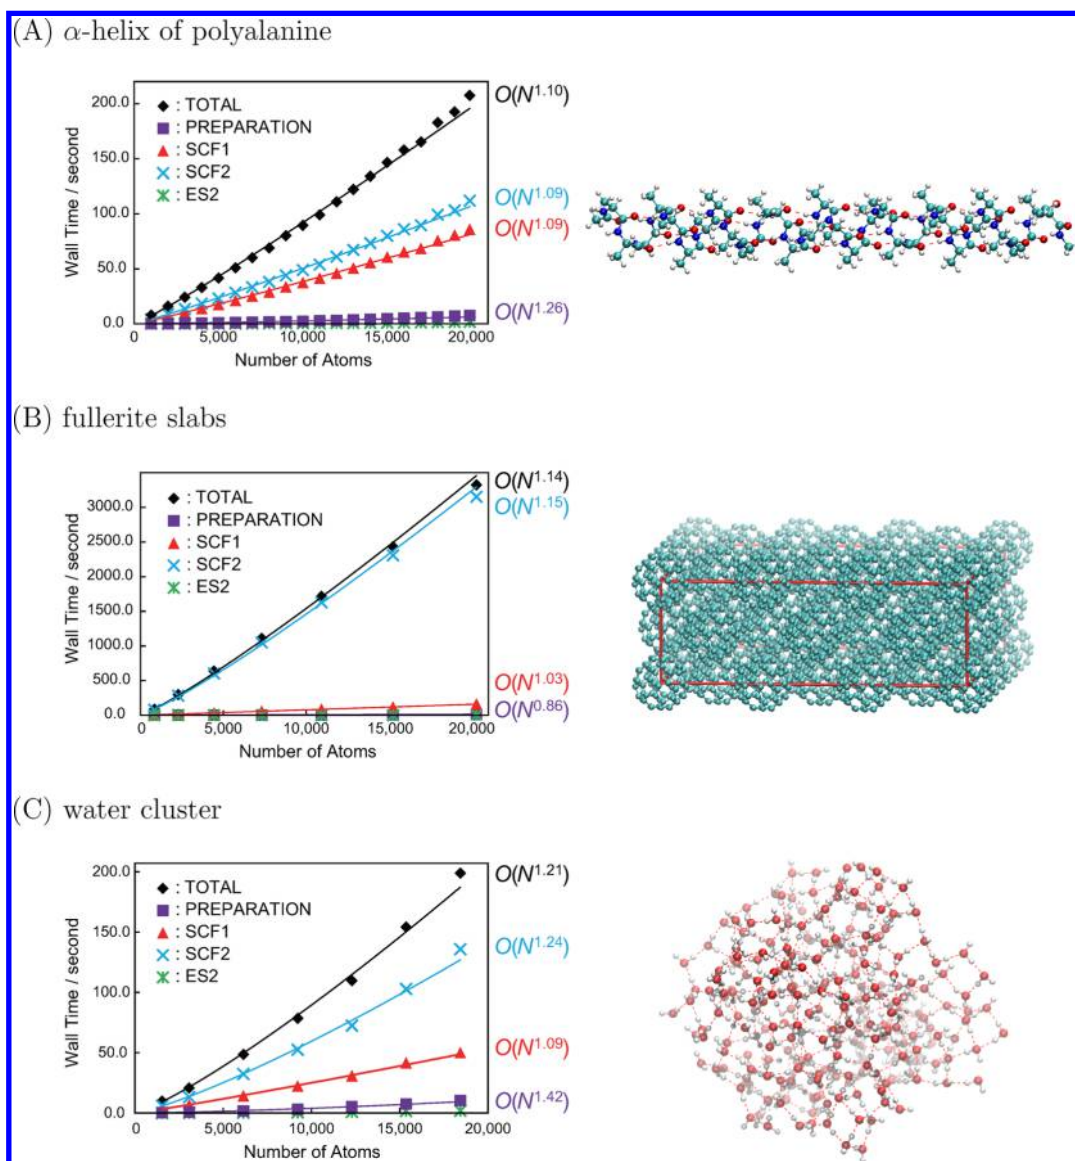 (A) α-helix of polyalanine
O(N^1.10)
200.0
150.0
100.0
50.0
0.0
Wall Time / second
: TOTAL
: PREPARATION
: SCF1
: SCF2
: ES2
O(N^1.09)
O(N^1.09)
O(N^1.26)
0 5,000 10,000 15,000 20,000
Number of Atoms
(B) fullerite slabs
O(N^1.14)
O(N^1.15)
3000.0
2500.0
2000.0
1500.0
1000.0
500.0
0.0
Wall Time / second
: TOTAL
: PREPARATION
: SCF1
: SCF2
: ES2
O(N^1.03)
O(N^0.86)
0 5,000 10,000 15,000 20,000
Number of Atoms
(C) water cluster
O(N^1.21)
200.0
150.0
100.0
50.0
0.0
Wall Time / second
: TOTAL
: PREPARATION
: SCF1
: SCF2
: ES2
O(N^1.24)
O(N^1.09)
O(N^1.42)
0 5,000 10,000 15,000 20,000
Number of Atoms